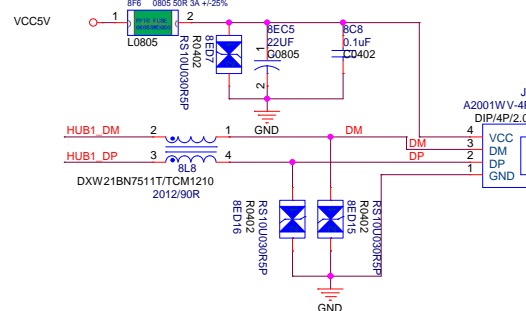 8F6 0805 50R 3A +/-25%
VCC5V
1
2
L0805
8ED7
R0402
RS10U030R5P
8EC5
22UF
G0805
1
2
8C8
0.1uF
C0402
GND
HUB1_DM
2
1
DM
HUB1_DP
3
4
DP
8L8
DXW21BN7511T/TCM1210
2012/90R
J
A2001WV-4P
DIP/4P/2.0
4 VCC
DM 3 DM
2 DP
1 GND
8ED16
R0402
RS10U030R5P
8ED15
R0402
RS10U030R5P
GND